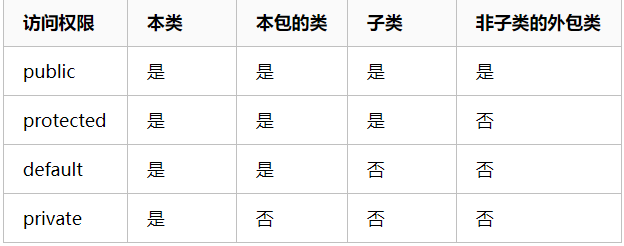 访问权限 本类 本包的类 子类 非子类的外包类
public 是 是 是 是
protected 是 是 是 否
default 是 是 否 否
private 是 否 否 否